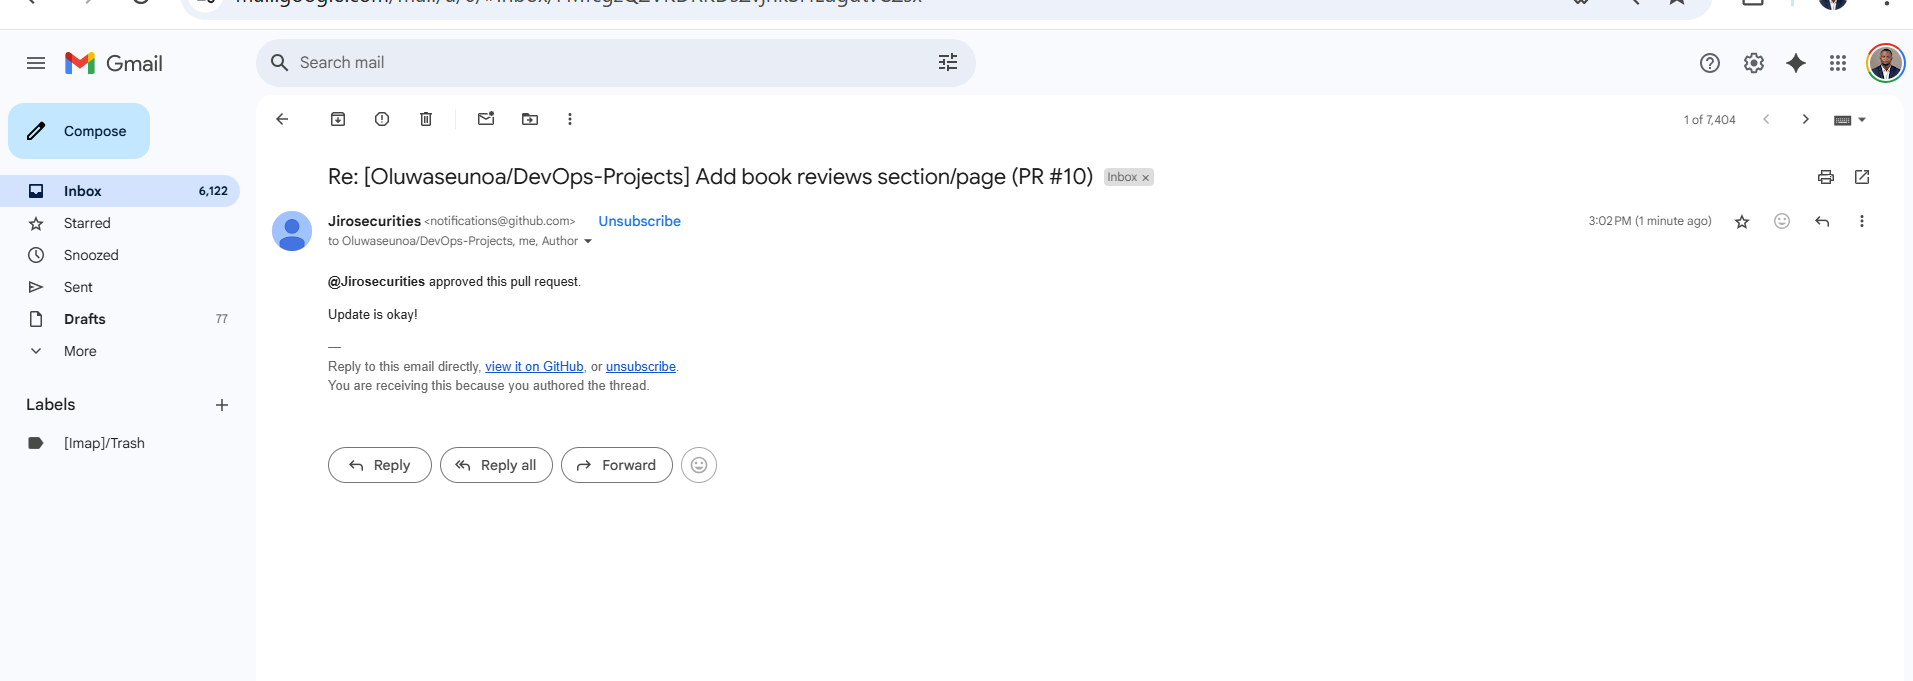 Gmail
Search mail
Compose
1 of 7,404
Inbox 6,122
Starred
Snoozed
Sent
Drafts 77
More
Labels
[Imap]/Trash
Re: [Oluwaseunoa/DevOps-Projects] Add book reviews section/page (PR #10) Inbox ×
Jirosecurities <notifications@github.com> Unsubscribe
3:02 PM (1 minute ago)
to Oluwaseunoa/DevOps-Projects, me, Author
@Jirosecurities approved this pull request.
Update is okay!
—
Reply to this email directly, view it on GitHub, or unsubscribe.
You are receiving this because you authored the thread.
Reply Reply all Forward